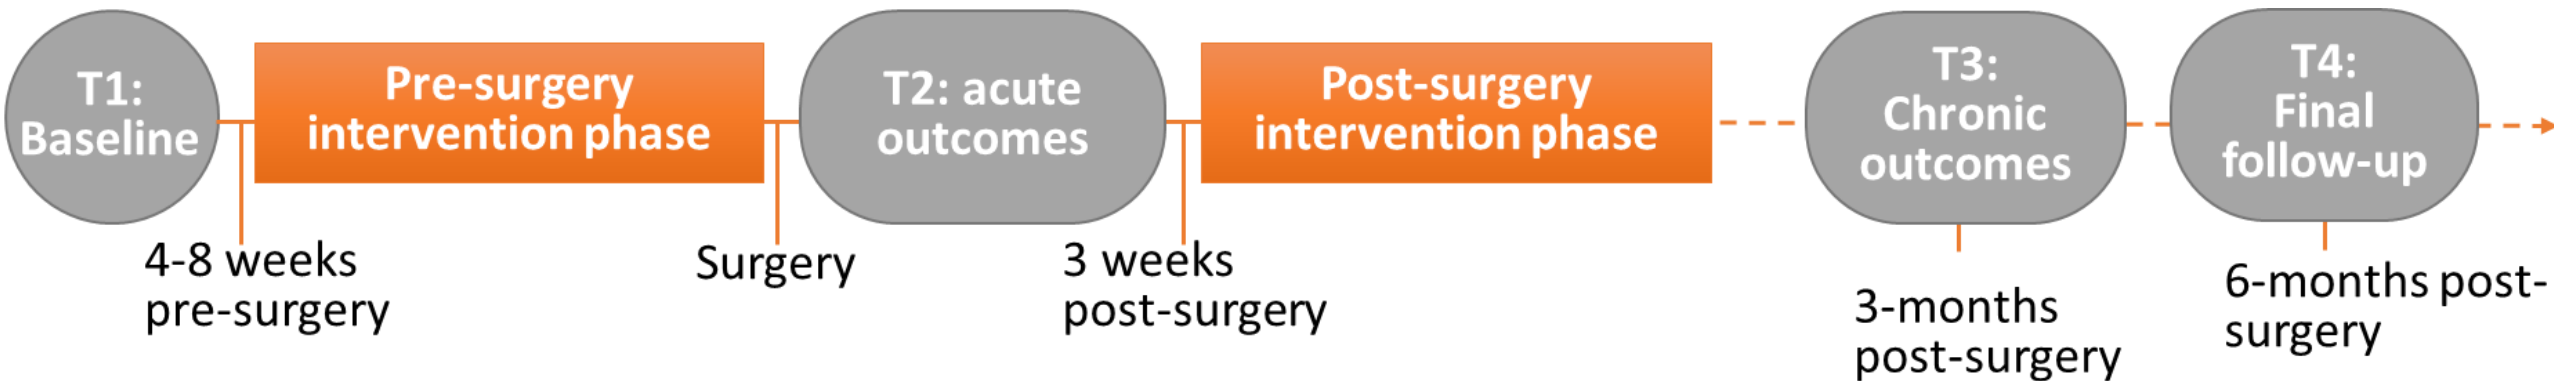 T1:
Baseline
Pre-surgery
intervention phase
T2: acute
outcomes
Post-surgery
intervention phase
T3:
Chronic
outcomes
T4:
Final
follow-up
4-8 weeks
pre-surgery
Surgery
3 weeks
post-surgery
3-months
post-surgery
6-months post-
surgery